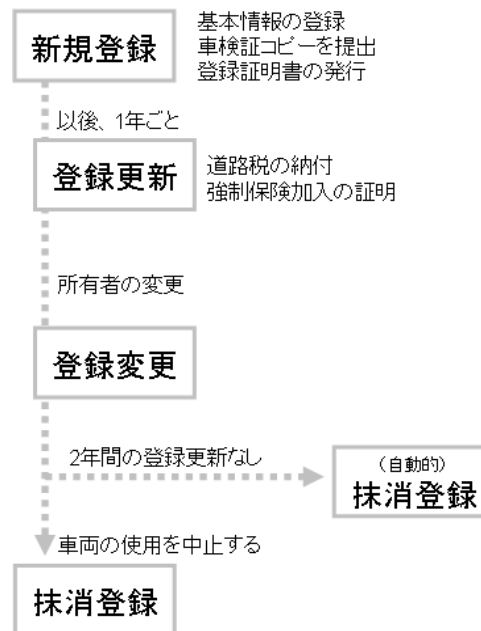 新規登録
基本情報の登録
車検証コピーを提出
登録証明書の発行
以後、1年ごと
登録更新
道路税の納付
強制保険加入の証明
所有者の変更
登録変更
2年間の登録更新なし
(自動的)
抹消登録
車両の使用を中止する
抹消登録